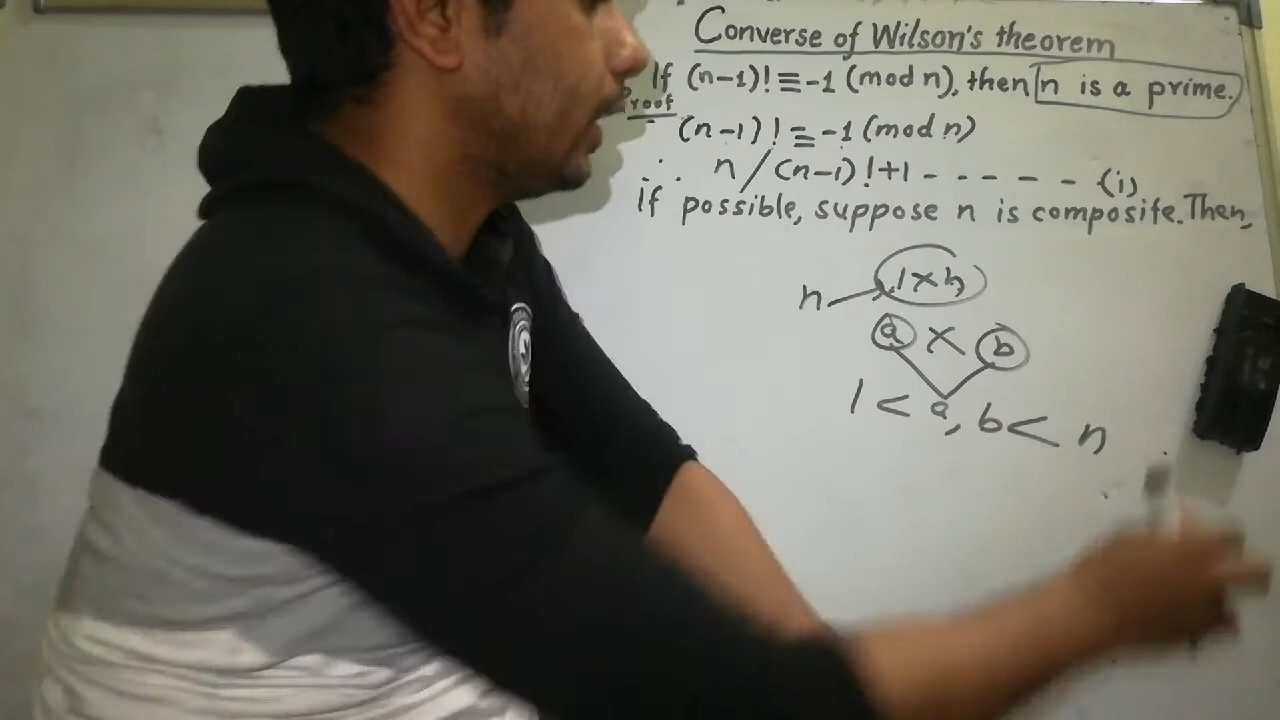 Converse of Wilson's theorem
If (n-1)! ≡ -1 (mod n), then n is a prime.
Proof
(n-1)! ≡ -1 (mod n)
∴ n / (n-1)! + 1 - - - - - - (i)
If possible, suppose n is composite. Then,
n 1 × n
a × b
1 < a, b < n